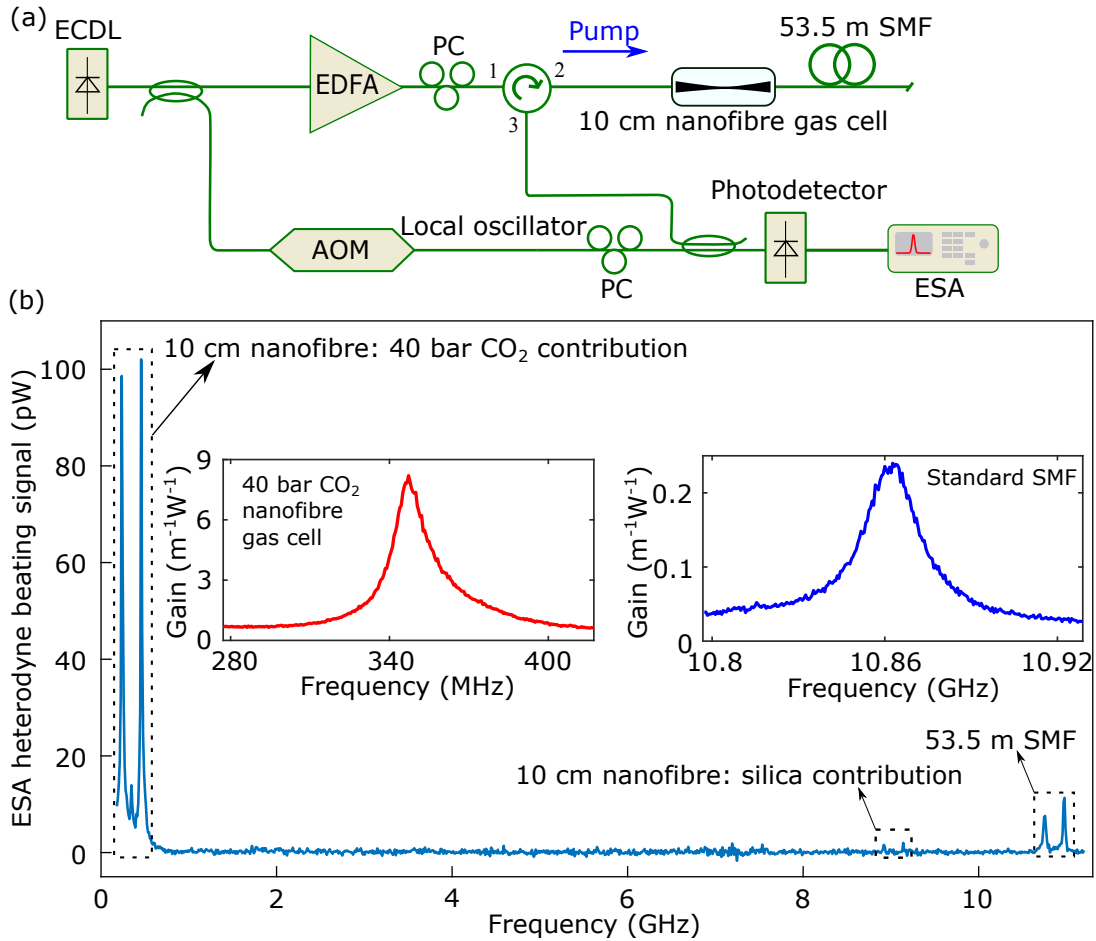 (a)
ECDL
EDFA
PC
1
2
3
Pump
53.5 m SMF
10 cm nanofibre gas cell
AOM
Local oscillator
PC
Photodetector
ESA
(b)
ESA heterodyne beating signal (pW)
100
80
60
40
20
0
0
2
4
6
8
10
Frequency (GHz)
10 cm nanofibre: 40 bar CO₂ contribution
Gain (m⁻¹W⁻¹)
9
6
3
0
280
340
400
Frequency (MHz)
40 bar CO₂
nanofibre
gas cell
Gain (m⁻¹W⁻¹)
0.2
0.1
0
10.8
10.86
10.92
Frequency (GHz)
Standard SMF
53.5 m SMF
10 cm nanofibre: silica contribution